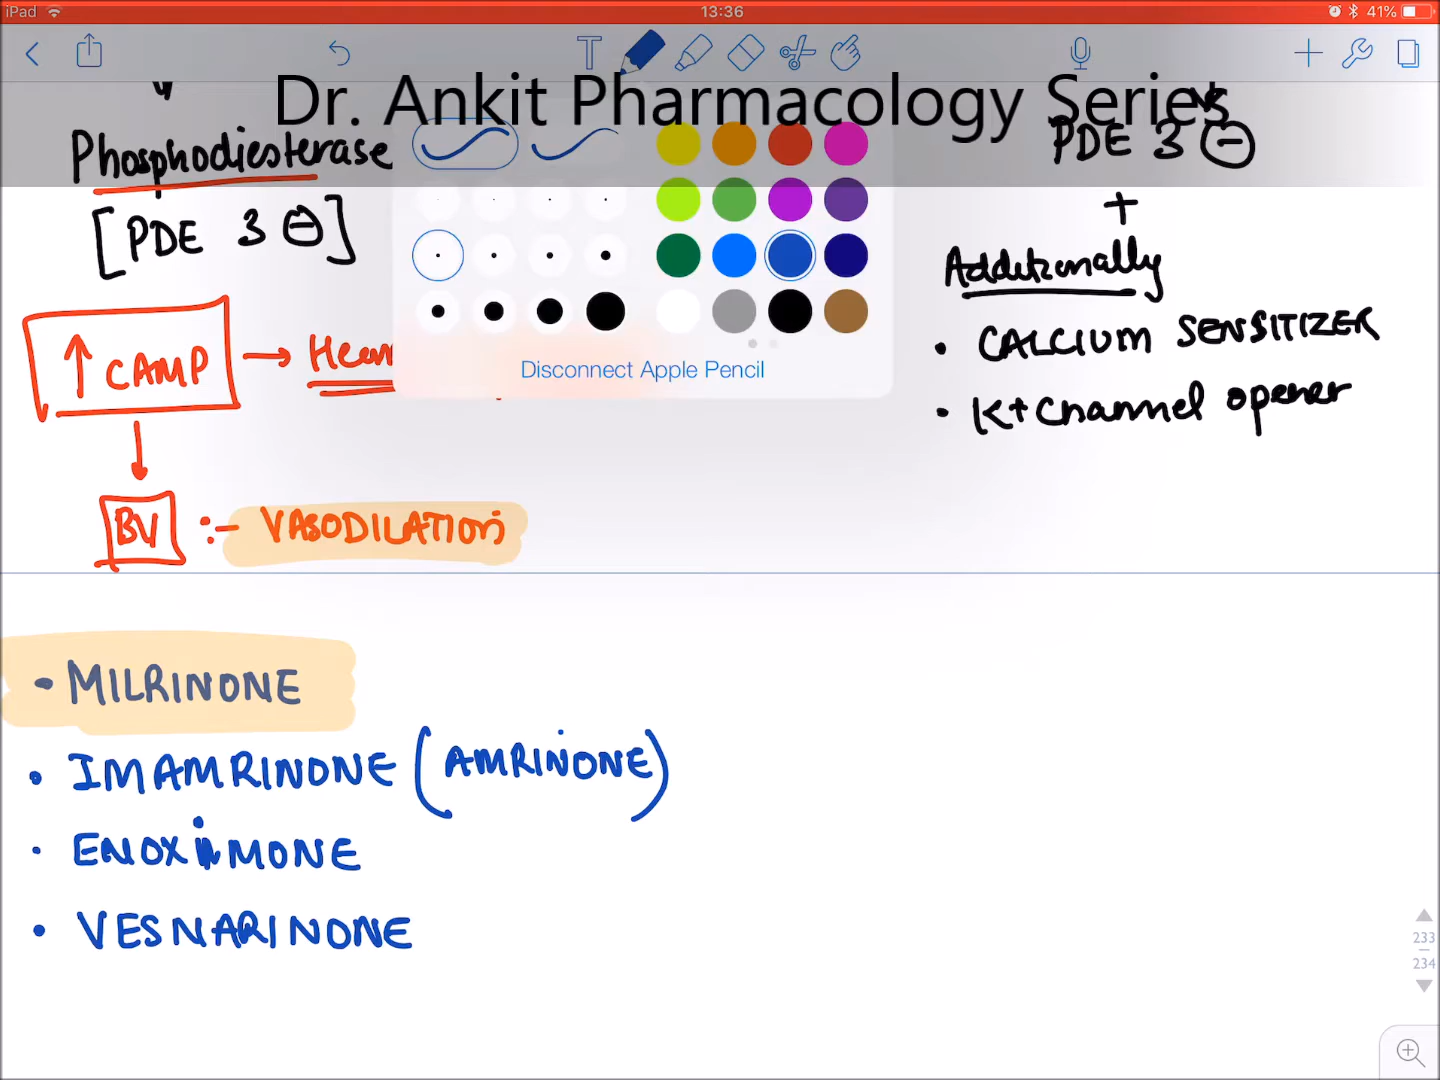 iPad 13:36 41%
Dr. Ankit Pharmacology Series
Phosphodiesterase
[PDE 3 ⊖]
↑ CAMP →
BV :- VASODILATION
PDE 3 ⊖
+
Additionally
• CALCIUM SENSITIZER
• K+ Channel opener
Disconnect Apple Pencil
- MILRINONE
• IMAMRINONE (AMRINONE)
• ENOXIMONE
• VESNARINONE
233
234